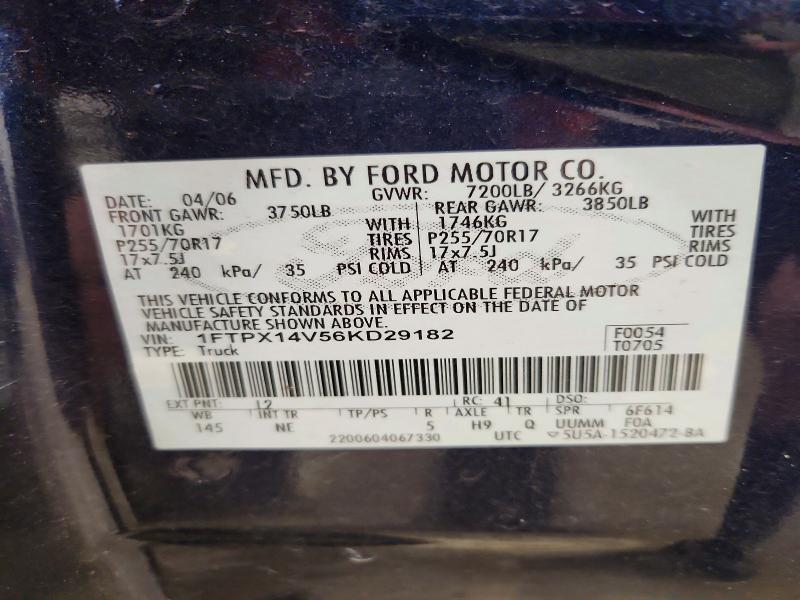 MFD. BY FORD MOTOR CO.
DATE: 04/06 GVWR: 7200LB/ 3266KG
FRONT GAWR: 3750LB REAR GAWR: 3850LB
1701KG WITH 1746KG WITH
P255/70R17 TIRES P255/70R17 TIRES
17x7.5J RIMS 17x7.5J RIMS
AT 240 kPa/ 35 PSI COLD AT 240 kPa/ 35 PSI COLD
Ford
THIS VEHICLE CONFORMS TO ALL APPLICABLE FEDERAL MOTOR
VEHICLE SAFETY STANDARDS IN EFFECT ON THE DATE OF
MANUFACTURE SHOWN ABOVE.
VIN: 1FTPX14V56KD29182 F0054
TYPE: Truck T0705
EXT PNT: L2 RC: 41 DSO:
WB INT TR TP/PS R AXLE TR SPR 6F614
145 NE 5 H9 Q UUMM F0A
2200604067330 UTC 5U5A-1520472-BA